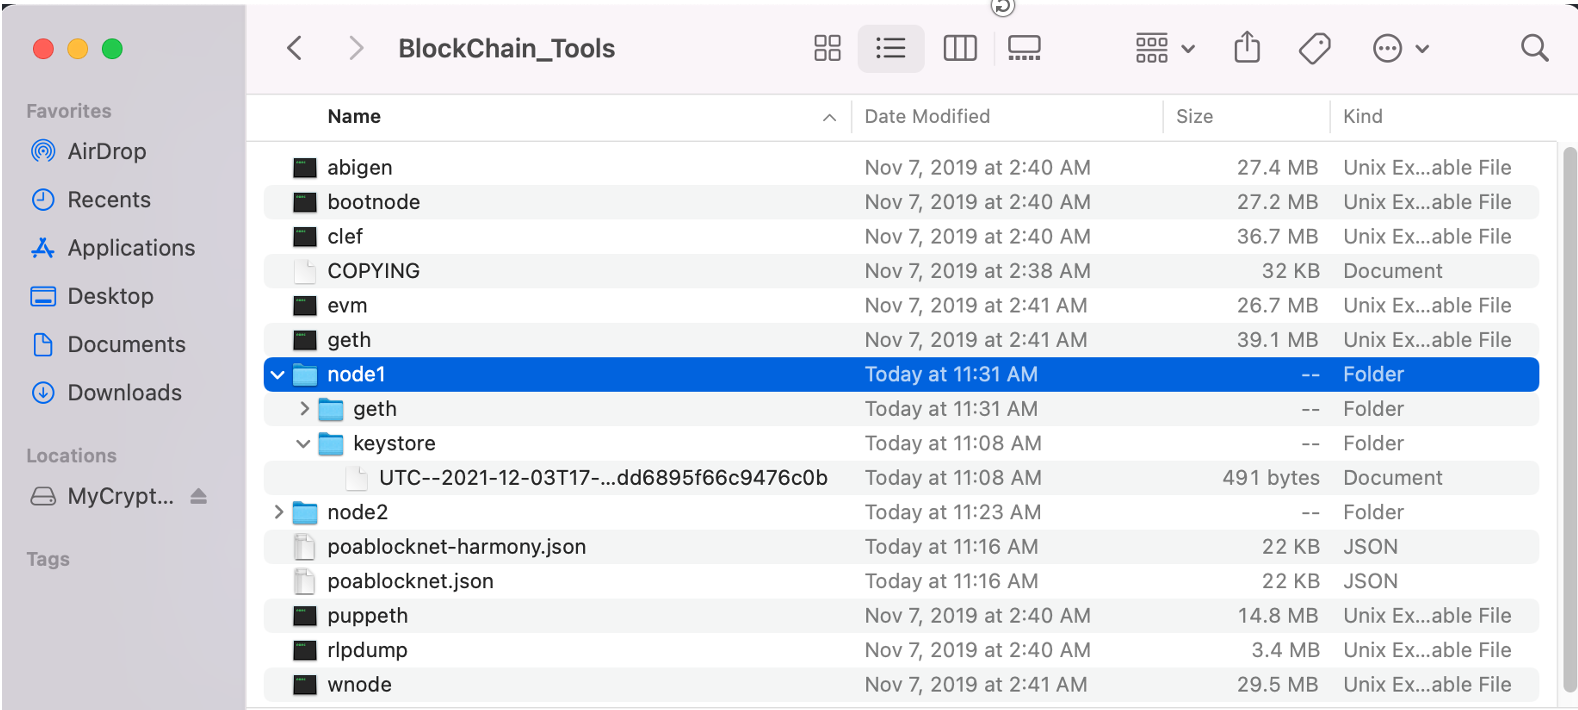 BlockChain_Tools
Favorites
AirDrop
Recents
Applications
Desktop
Documents
Downloads
Locations
MyCrypt...
Tags
Name Date Modified Size Kind
abigen Nov 7, 2019 at 2:40 AM 27.4 MB Unix Ex...able File
bootnode Nov 7, 2019 at 2:40 AM 27.2 MB Unix Ex...able File
clef Nov 7, 2019 at 2:40 AM 36.7 MB Unix Ex...able File
COPYING Nov 7, 2019 at 2:38 AM 32 KB Document
evm Nov 7, 2019 at 2:41 AM 26.7 MB Unix Ex...able File
geth Nov 7, 2019 at 2:41 AM 39.1 MB Unix Ex...able File
node1 Today at 11:31 AM -- Folder
geth Today at 11:31 AM -- Folder
keystore Today at 11:08 AM -- Folder
UTC--2021-12-03T17-...dd6895f66c9476c0b Today at 11:08 AM 491 bytes Document
node2 Today at 11:23 AM -- Folder
poablocknet-harmony.json Today at 11:16 AM 22 KB JSON
poablocknet.json Today at 11:16 AM 22 KB JSON
puppeth Nov 7, 2019 at 2:40 AM 14.8 MB Unix Ex...able File
rlpdump Nov 7, 2019 at 2:40 AM 3.4 MB Unix Ex...able File
wnode Nov 7, 2019 at 2:41 AM 29.5 MB Unix Ex...able File